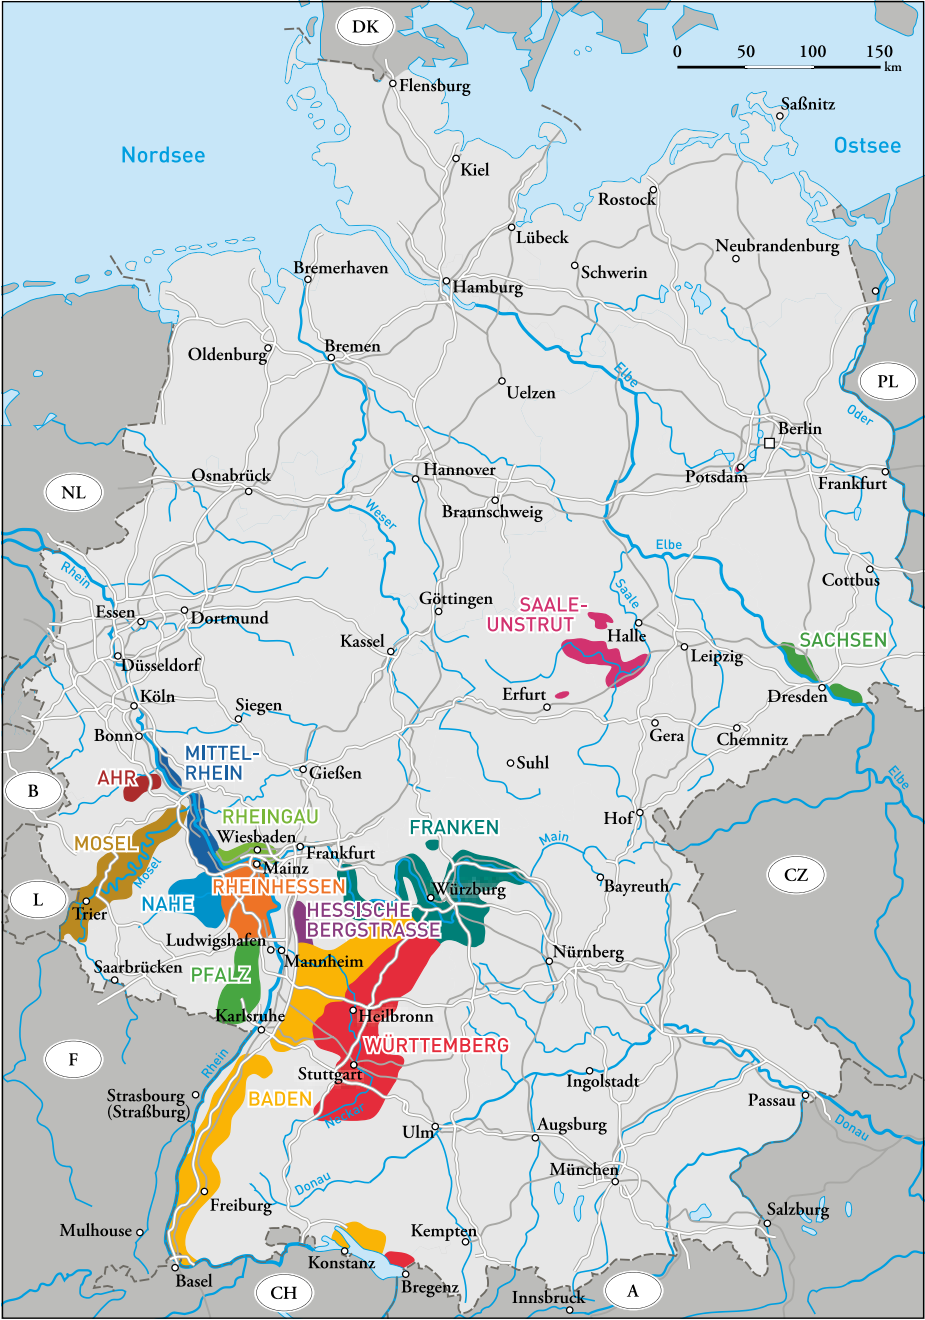 DK
0 50 100 150
km
Flensburg
Saßnitz
Nordsee
Ostsee
Kiel
Rostock
Lübeck
Neubrandenburg
Schwerin
Bremerhaven
Hamburg
Oldenburg
Bremen
Elbe
PL
Uelzen
Oder
Berlin
Hannover
Osnabrück
Potsdam
Frankfurt
NL
Braunschweig
Weser
Elbe
Rhein
Cottbus
Saale
Göttingen
SAALE-
UNSTRUT
Essen
Dortmund
Halle
SACHSEN
Kassel
Leipzig
Düsseldorf
Erfurt
Dresden
Köln
Siegen
Bonn
Gera
Chemnitz
MITTEL-
RHEIN
Suhl
Gießen
AHR
Elbe
B
RHEINGAU
Hof
FRANKEN
Wiesbaden
Main
MOSEL
Frankfurt
Mainz
Mosel
CZ
RHEINHESSEN
Bayreuth
Würzburg
L
NAHE
HESSISCHE
BERGSTRASSE
Trier
Ludwigshafen
Nürnberg
Mannheim
Saarbrücken
PFALZ
Karlsruhe
Heilbronn
WÜRTTEMBERG
F
Rhein
Stuttgart
Ingolstadt
Strasbourg
(Straßburg)
BADEN
Passau
Neckar
Ulm
Augsburg
Donau
München
Donau
Freiburg
Salzburg
Mulhouse
Kempten
Konstanz
Basel
Bregenz
CH
A
Innsbruck